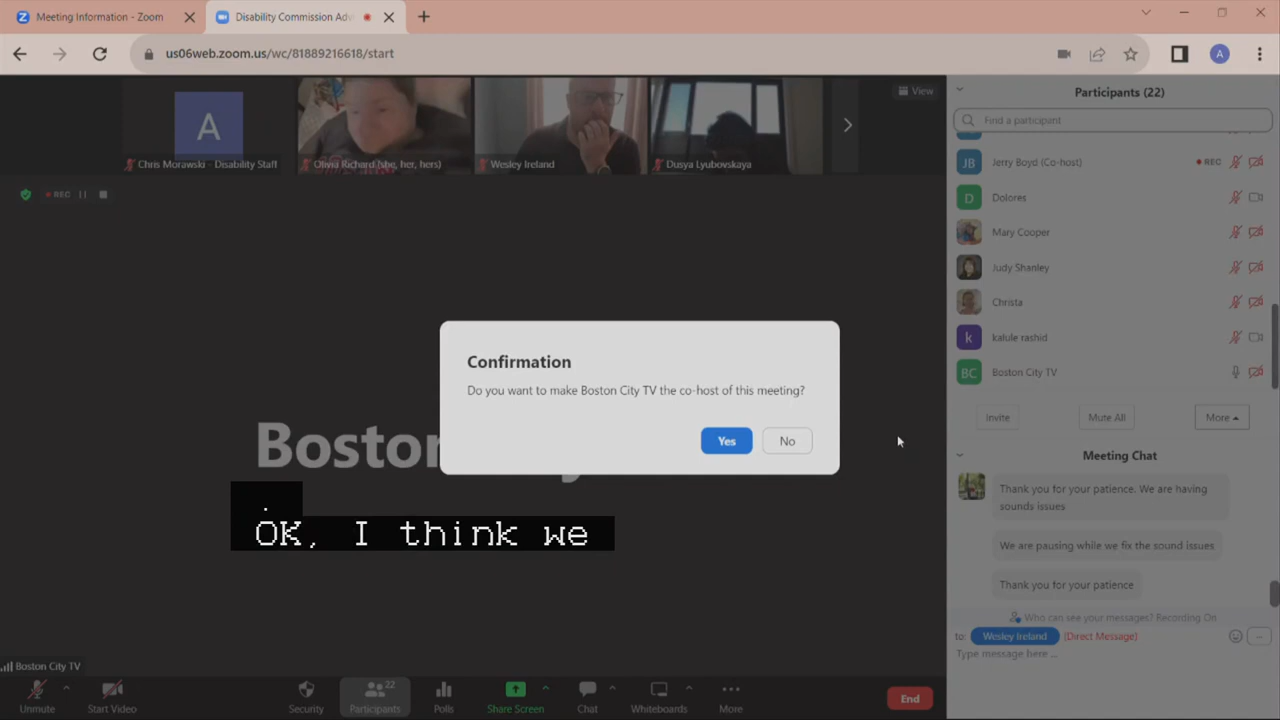 Meeting Information - Zoom
Disability Commission Ad
us06web.zoom.us/wc/81889216618/start
A
View
Participants (22)
A
Chris Morawski - Disability Staff
Olivia Richard (she, her, hers)
Wesley Ireland
Dusya Lyubovskaya
Find a participant
REC
JB Jerry Boyd (Co-host) REC
D Dolores
Mary Cooper
Judy Shanley
Christa
k kalule rashid
BC Boston City TV
Invite Mute All More
Confirmation
Do you want to make Boston City TV the co-host of this meeting?
Yes No
Boston
.
OK, I think we
Meeting Chat
Thank you for your patience. We are having
sounds issues
We are pausing while we fix the sound issues
Thank you for your patience
Who can see your messages? Recording On
to: Wesley Ireland (Direct Message)
Type message here ...
Boston City TV
22
Unmute Start Video Security Participants Polls Share Screen Chat Whiteboards More End